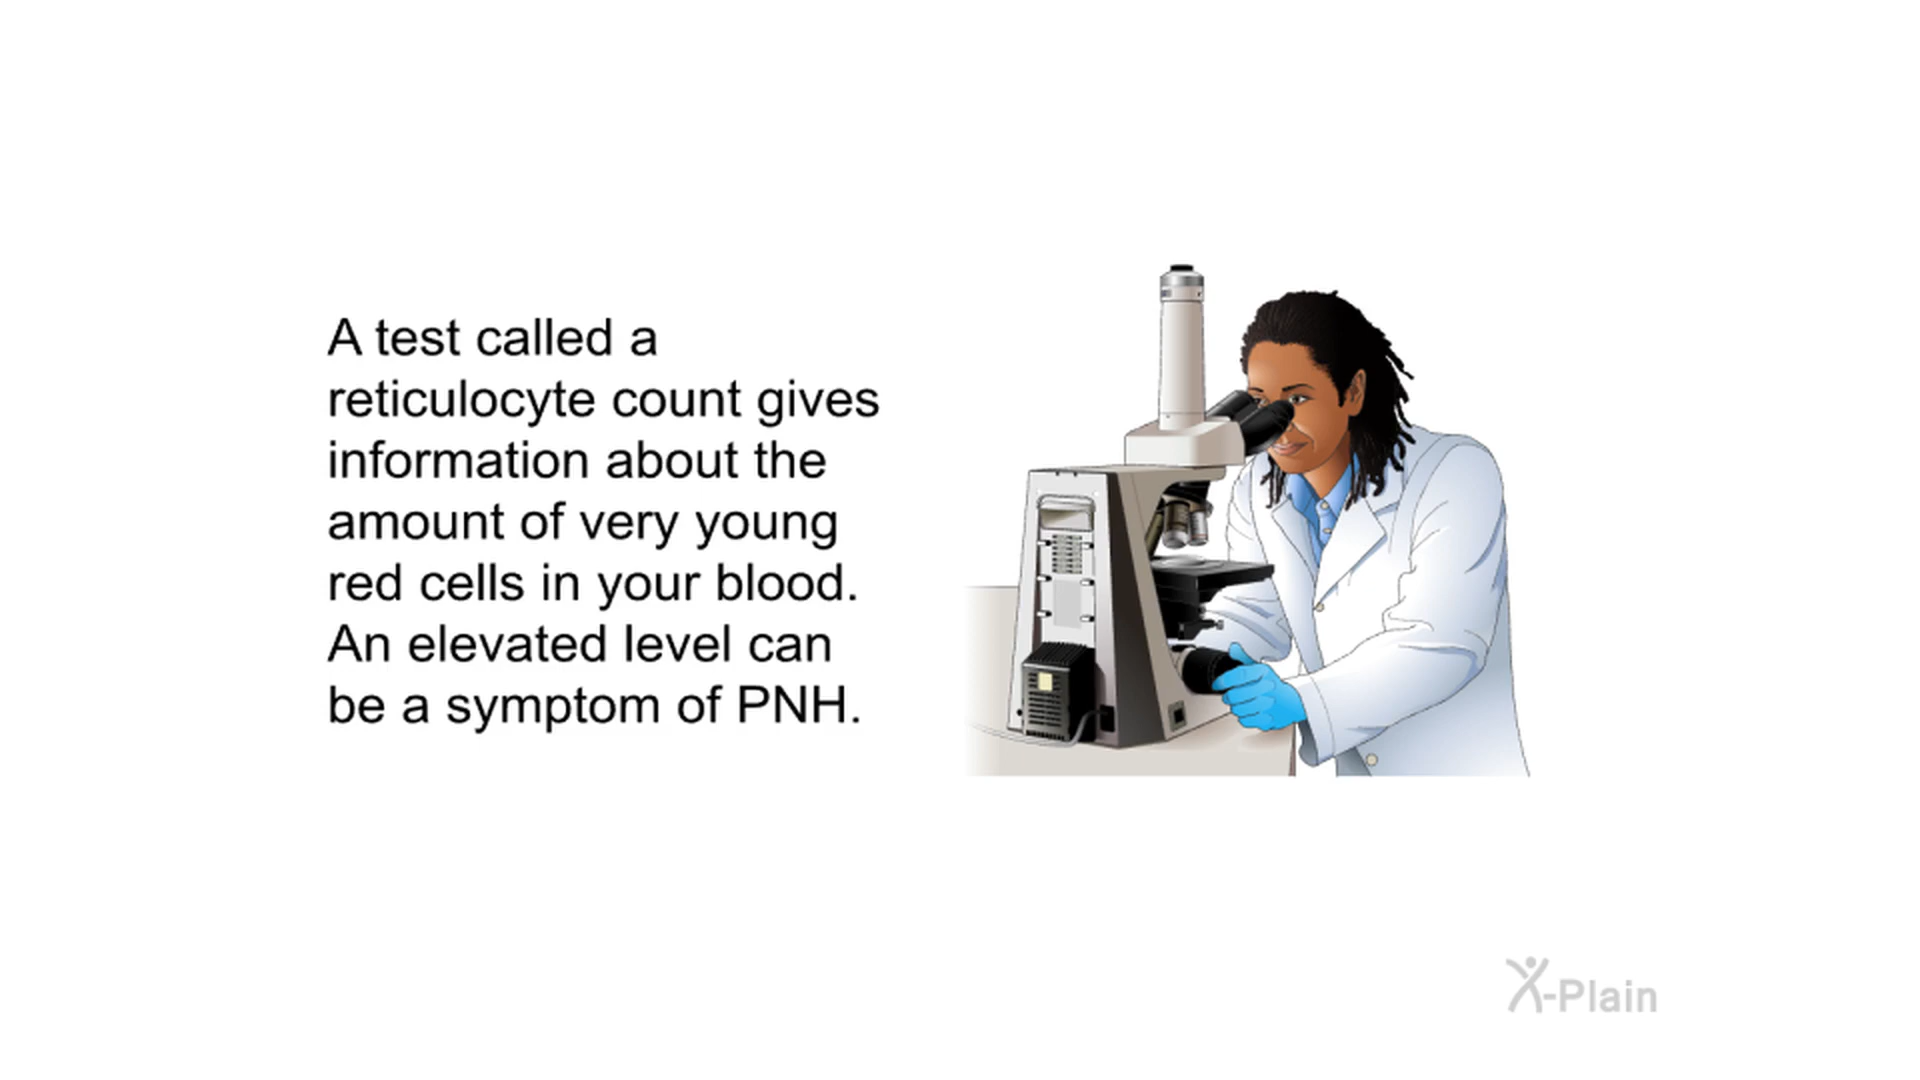 A test called a
reticulocyte count gives
information about the
amount of very young
red cells in your blood.
An elevated level can
be a symptom of PNH.
X-Plain